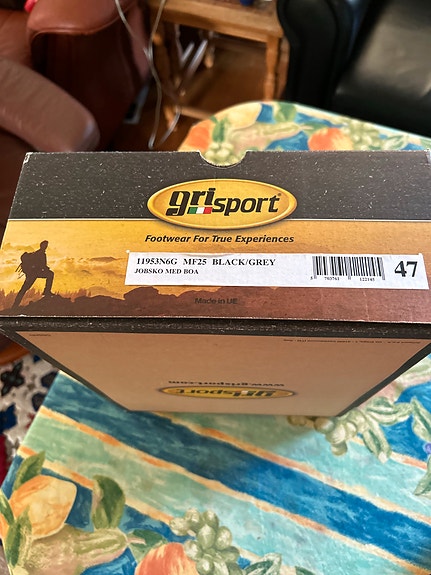 grisport
Footwear For True Experiences
11953N6G MF25 BLACK/GREY
JOBSKO MED BOA
47
Made in UE
www.grisport.com
grisport